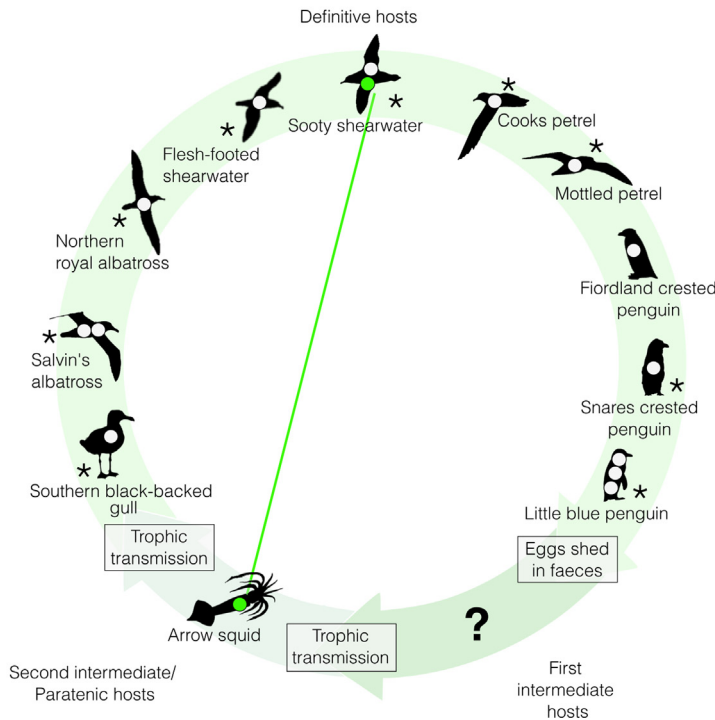 Definitive hosts
Sooty shearwater
*
Cooks petrel
*
Mottled petrel
*
Flesh-footed
shearwater
*
Northern
royal albatross
*
Fiordland crested
penguin
Salvin's
albatross
*
Snares crested
penguin
*
Southern black-backed
gull
*
Little blue penguin
*
Trophic
transmission
Eggs shed
in faeces
Arrow squid
Trophic
transmission
?
Second intermediate/
Paratenic hosts
First
intermediate
hosts